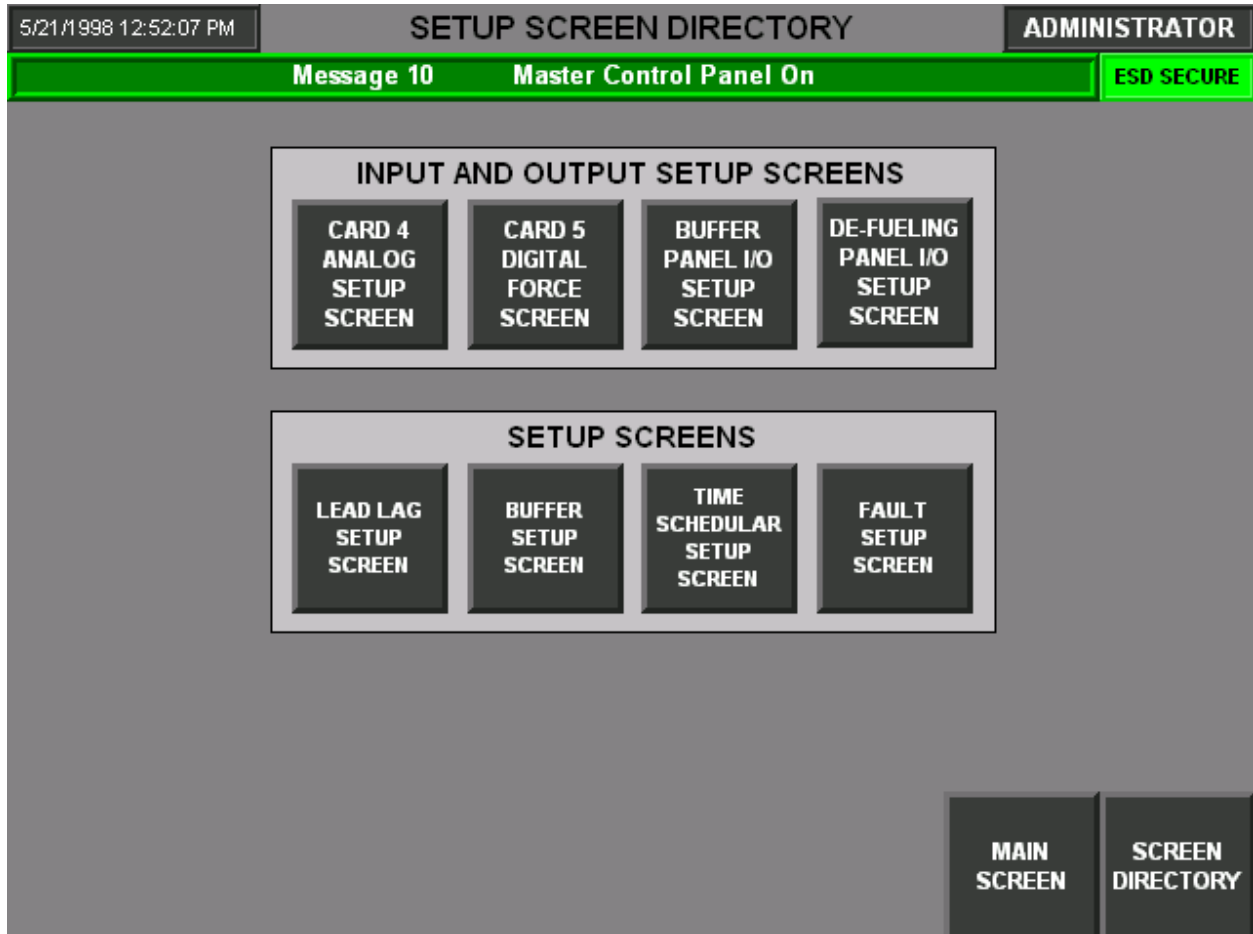 5/21/1998 12:52:07 PM
SETUP SCREEN DIRECTORY
ADMINISTRATOR
Message 10 Master Control Panel On
ESD SECURE
INPUT AND OUTPUT SETUP SCREENS
CARD 4
ANALOG
SETUP
SCREEN
CARD 5
DIGITAL
FORCE
SCREEN
BUFFER
PANEL I/O
SETUP
SCREEN
DE-FUELING
PANEL I/O
SETUP
SCREEN
SETUP SCREENS
LEAD LAG
SETUP
SCREEN
BUFFER
SETUP
SCREEN
TIME
SCHEDULAR
SETUP
SCREEN
FAULT
SETUP
SCREEN
MAIN
SCREEN
SCREEN
DIRECTORY